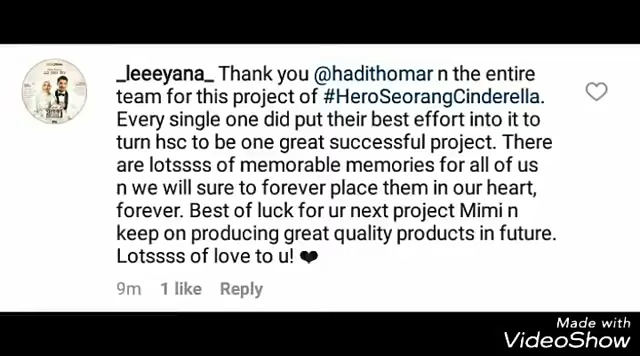 _leeeyana_ Thank you @hadithomar n the entire
team for this project of #HeroSeorangCinderella.
Every single one did put their best effort into it to
turn hsc to be one great successful project. There
are lotssss of memorable memories for all of us
n we will sure to forever place them in our heart,
forever. Best of luck for ur next project Mimi n
keep on producing great quality products in future.
Lotssss of love to u! ❤
9m 1 like Reply
Made with
VideoShow